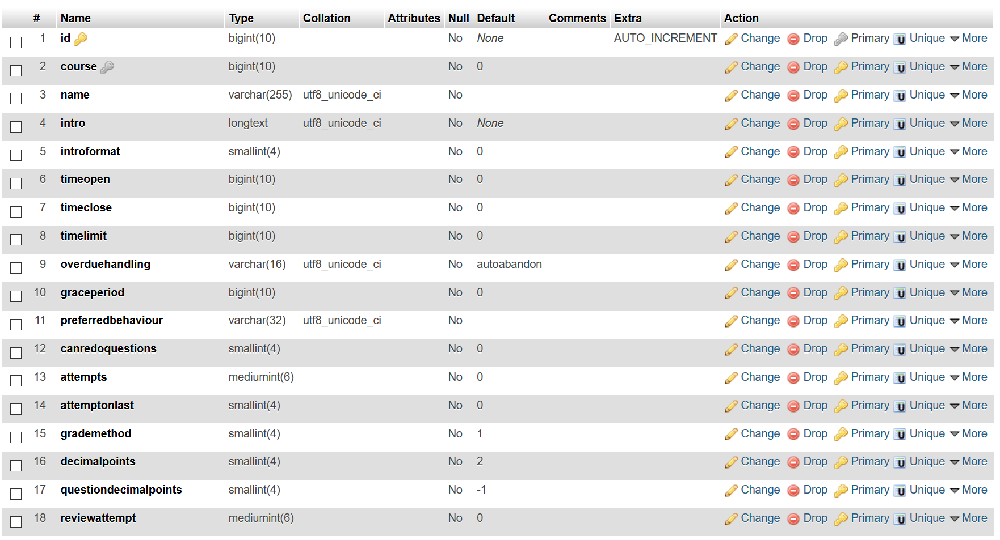 # Name Type Collation Attributes Null Default Comments Extra Action
1 id bigint(10) No None AUTO_INCREMENT Change Drop Primary Unique More
2 course bigint(10) No 0 Change Drop Primary Unique More
3 name varchar(255) utf8_unicode_ci No Change Drop Primary Unique More
4 intro longtext utf8_unicode_ci No None Change Drop Primary Unique More
5 introformat smallint(4) No 0 Change Drop Primary Unique More
6 timeopen bigint(10) No 0 Change Drop Primary Unique More
7 timeclose bigint(10) No 0 Change Drop Primary Unique More
8 timelimit bigint(10) No 0 Change Drop Primary Unique More
9 overduehandling varchar(16) utf8_unicode_ci No autoabandon Change Drop Primary Unique More
10 graceperiod bigint(10) No 0 Change Drop Primary Unique More
11 preferredbehaviour varchar(32) utf8_unicode_ci No Change Drop Primary Unique More
12 canredoquestions smallint(4) No 0 Change Drop Primary Unique More
13 attempts mediumint(6) No 0 Change Drop Primary Unique More
14 attemptonlast smallint(4) No 0 Change Drop Primary Unique More
15 grademethod smallint(4) No 1 Change Drop Primary Unique More
16 decimalpoints smallint(4) No 2 Change Drop Primary Unique More
17 questiondecimalpoints smallint(4) No -1 Change Drop Primary Unique More
18 reviewattempt mediumint(6) No 0 Change Drop Primary Unique More